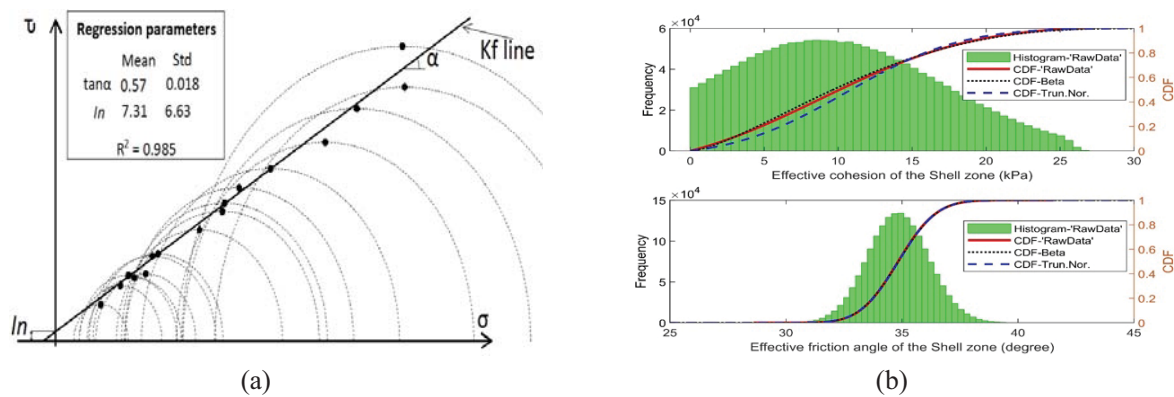 τ
Regression parameters
Mean Std
tanα 0.57 0.018
In 7.31 6.63
R² = 0.985
Kf line
α
In
σ
(a)
6 ×10⁴
4
2
0
Frequency
1
0.8
0.6
0.4
0.2
0
CDF
Histogram-'RawData'
CDF-'RawData'
CDF-Beta
CDF-Trun.Nor.
0 5 10 15 20 25 30
Effective cohesion of the Shell zone (kPa)
15 ×10⁴
10
5
0
Frequency
1
0.8
0.6
0.4
0.2
0
CDF
Histogram-'RawData'
CDF-'RawData'
CDF-Beta
CDF-Trun.Nor.
25 30 35 40 45
Effective friction angle of the Shell zone (degree)
(b)